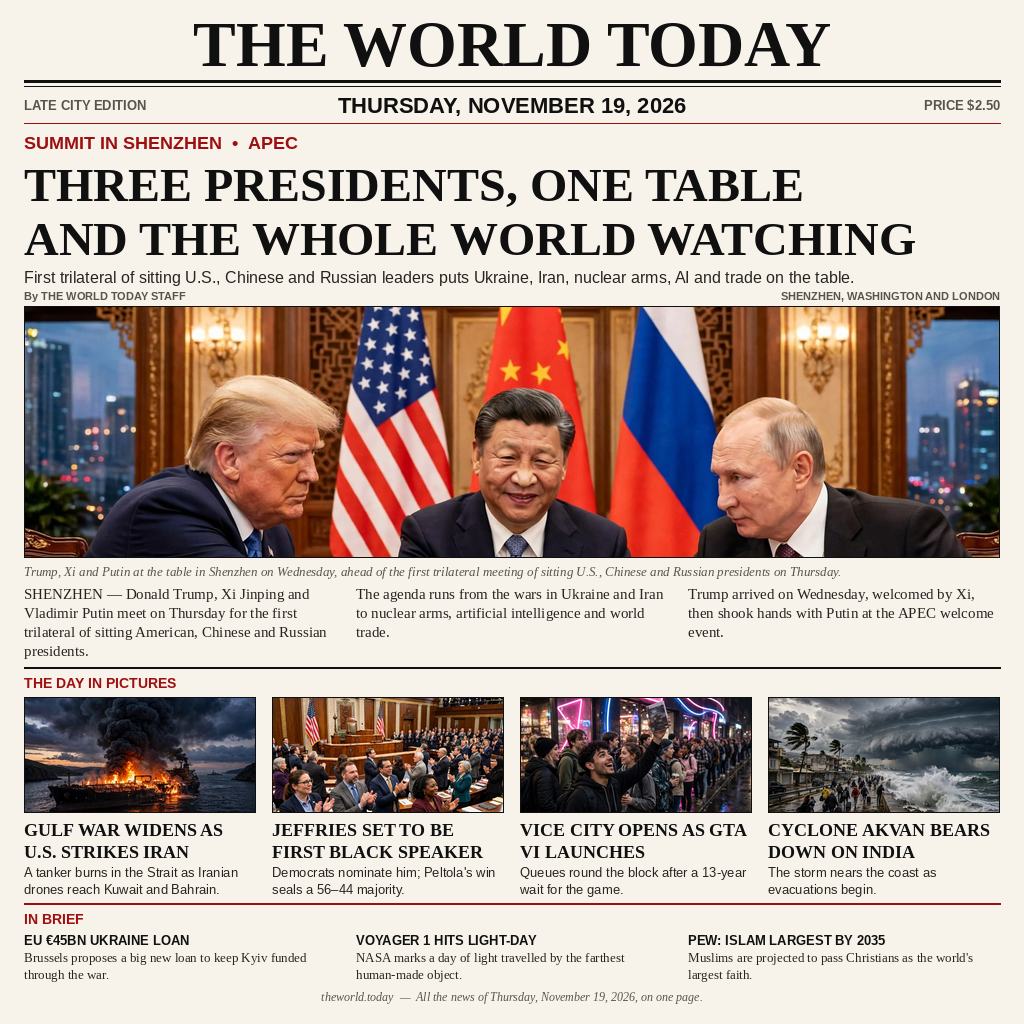 THE WORLD TODAY
LATE CITY EDITION
THURSDAY, NOVEMBER 19, 2026
PRICE $2.50
SUMMIT IN SHENZHEN • APEC
THREE PRESIDENTS, ONE TABLE
AND THE WHOLE WORLD WATCHING
First trilateral of sitting U.S., Chinese and Russian leaders puts Ukraine, Iran, nuclear arms, AI and trade on the table.
By THE WORLD TODAY STAFF
SHENZHEN, WASHINGTON AND LONDON
Trump, Xi and Putin at the table in Shenzhen on Wednesday, ahead of the first trilateral meeting of sitting U.S., Chinese and Russian presidents on Thursday.
SHENZHEN — Donald Trump, Xi Jinping and
Vladimir Putin meet on Thursday for the first
trilateral of sitting American, Chinese and Russian
presidents.
The agenda runs from the wars in Ukraine and Iran
to nuclear arms, artificial intelligence and world
trade.
Trump arrived on Wednesday, welcomed by Xi,
then shook hands with Putin at the APEC welcome
event.
THE DAY IN PICTURES
GULF WAR WIDENS AS
U.S. STRIKES IRAN
A tanker burns in the Strait as Iranian
drones reach Kuwait and Bahrain.
JEFFRIES SET TO BE
FIRST BLACK SPEAKER
Democrats nominate him; Peltola's win
seals a 56–44 majority.
VICE CITY OPENS AS GTA
VI LAUNCHES
Queues round the block after a 13-year
wait for the game.
CYCLONE AKVAN BEARS
DOWN ON INDIA
The storm nears the coast as
evacuations begin.
IN BRIEF
EU €45BN UKRAINE LOAN
Brussels proposes a big new loan to keep Kyiv funded
through the war.
VOYAGER 1 HITS LIGHT-DAY
NASA marks a day of light travelled by the farthest
human-made object.
PEW: ISLAM LARGEST BY 2035
Muslims are projected to pass Christians as the world's
largest faith.
theworld.today — All the news of Thursday, November 19, 2026, on one page.